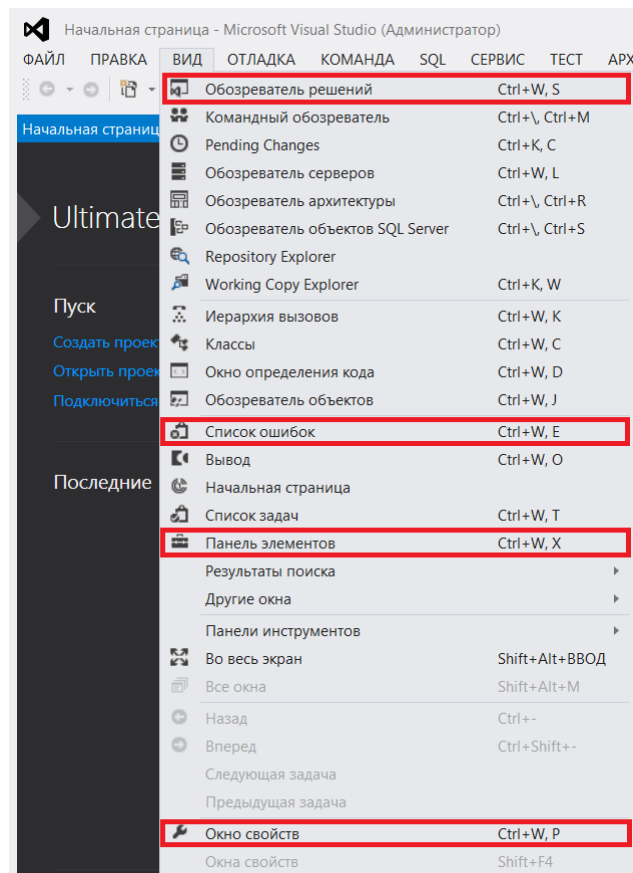 Начальная страница - Microsoft Visual Studio (Администратор)
ФАЙЛ ПРАВКА ВИД ОТЛАДКА КОМАНДА SQL СЕРВИС ТЕСТ
Начальная
Ultimate
Пуск
Создать
Открыть
Подключиться
Последние
Обозреватель решений Ctrl+W, S
Командный обозреватель Ctrl+\, Ctrl+M
Pending Changes Ctrl+K, C
Обозреватель серверов Ctrl+W, L
Обозреватель архитектуры Ctrl+\, Ctrl+R
Обозреватель объектов SQL Server Ctrl+\, Ctrl+S
Repository Explorer
Working Copy Explorer Ctrl+K, W
Иерархия вызовов Ctrl+W, K
Классы Ctrl+W, C
Окно определения кода Ctrl+W, D
Обозреватель объектов Ctrl+W, J
Список ошибок Ctrl+W, E
Вывод Ctrl+W, O
Начальная страница
Список задач Ctrl+W, T
Панель элементов Ctrl+W, X
Результаты поиска
Другие окна
Панели инструментов
Во весь экран Shift+Alt+ВВОД
Все окна Shift+Alt+M
Назад Ctrl+-
Вперед Ctrl+Shift+-
Следующая задача
Предыдущая задача
Окно свойств Ctrl+W, P
Окна свойств Shift+F4